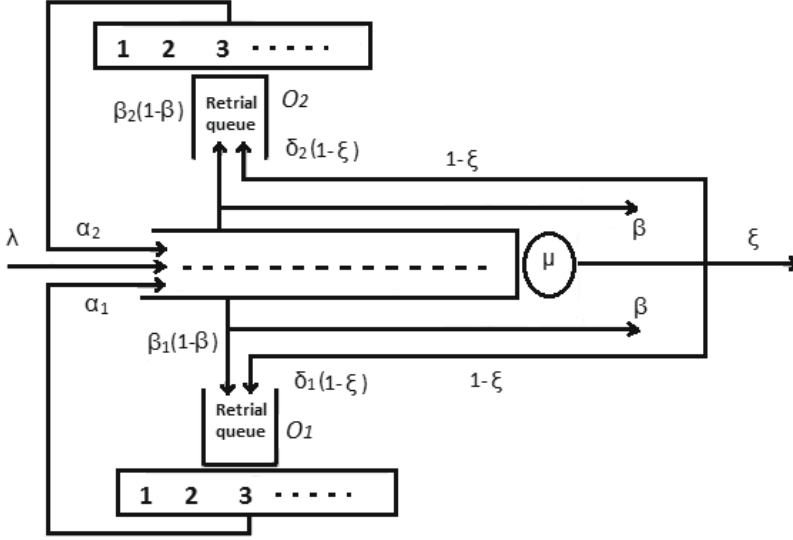 1 2 3 ······
β₂(1-β)
Retrial
queue
O2
δ₂(1-ξ)
1-ξ
β
α₂
λ
μ
ξ
α₁
β
β₁(1-β)
δ₁(1-ξ)
1-ξ
Retrial
queue
O1
1 2 3 ······